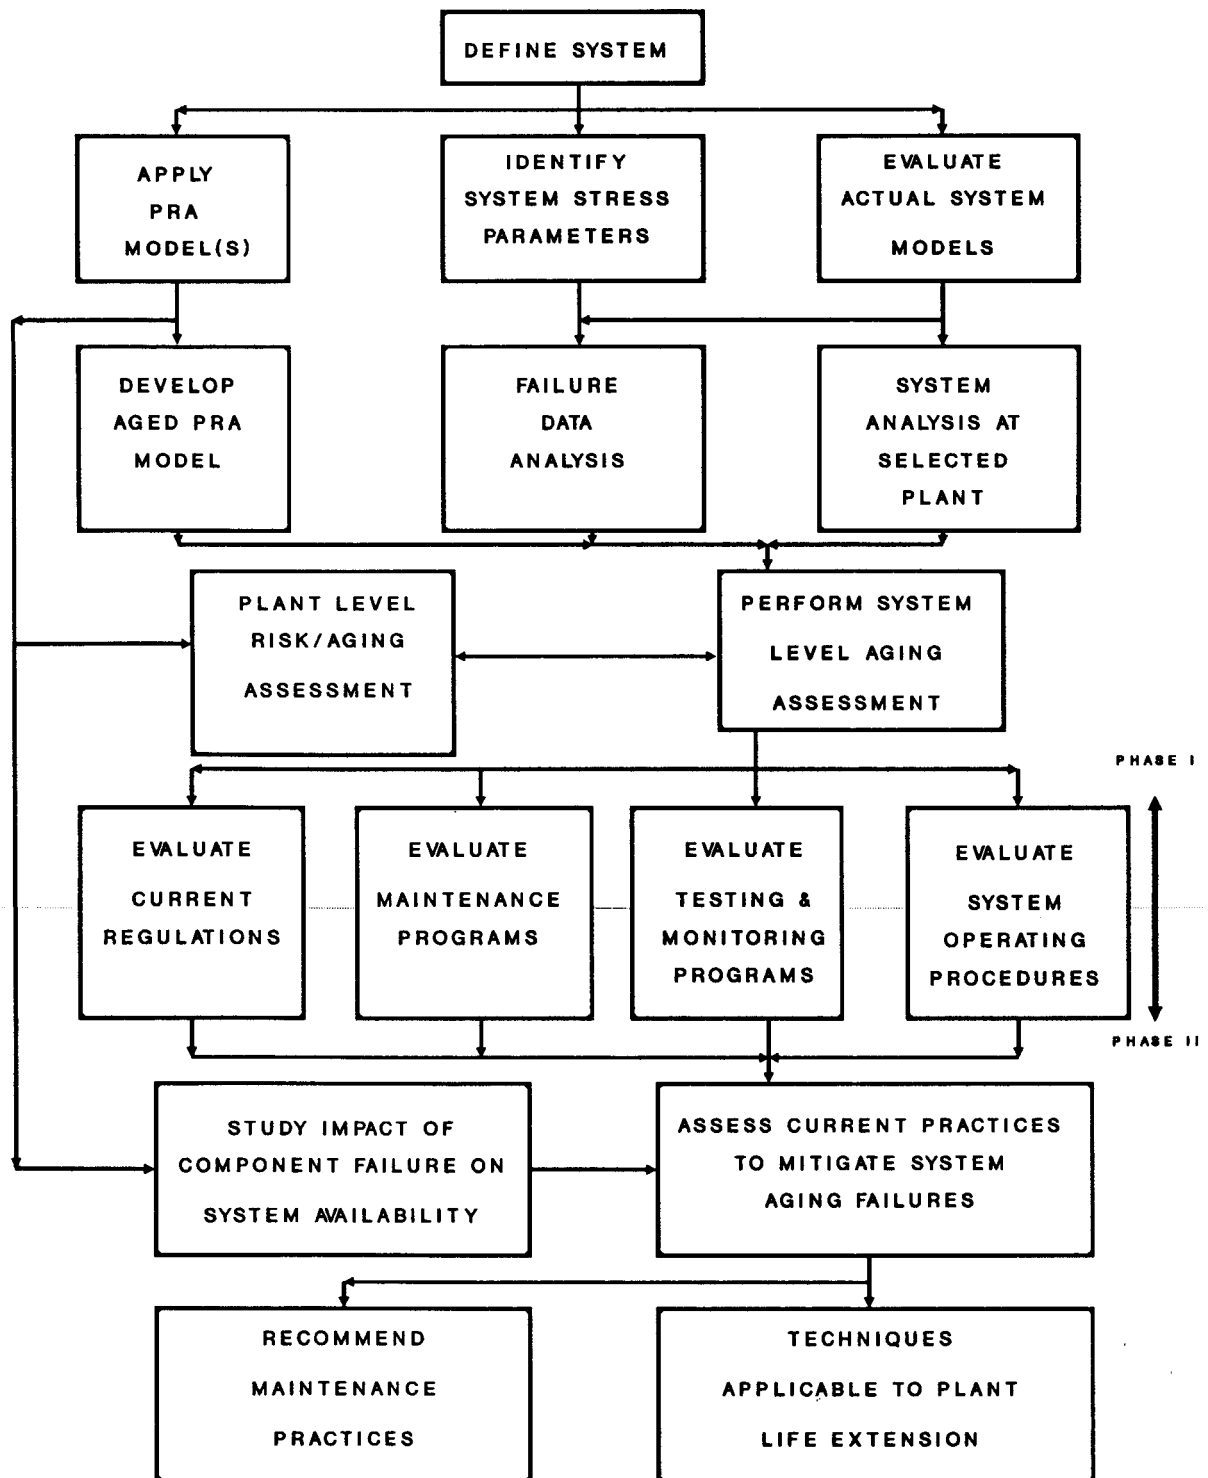 DEFINE SYSTEM
APPLY
PRA
MODEL(S)
IDENTIFY
SYSTEM STRESS
PARAMETERS
EVALUATE
ACTUAL SYSTEM
MODELS
DEVELOP
AGED PRA
MODEL
FAILURE
DATA
ANALYSIS
SYSTEM
ANALYSIS AT
SELECTED
PLANT
PLANT LEVEL
RISK/AGING
ASSESSMENT
PERFORM SYSTEM
LEVEL AGING
ASSESSMENT
PHASE I
EVALUATE
CURRENT
REGULATIONS
EVALUATE
MAINTENANCE
PROGRAMS
EVALUATE
TESTING &
MONITORING
PROGRAMS
EVALUATE
SYSTEM
OPERATING
PROCEDURES
PHASE II
STUDY IMPACT OF
COMPONENT FAILURE ON
SYSTEM AVAILABILITY
ASSESS CURRENT PRACTICES
TO MITIGATE SYSTEM
AGING FAILURES
RECOMMEND
MAINTENANCE
PRACTICES
TECHNIQUES
APPLICABLE TO PLANT
LIFE EXTENSION